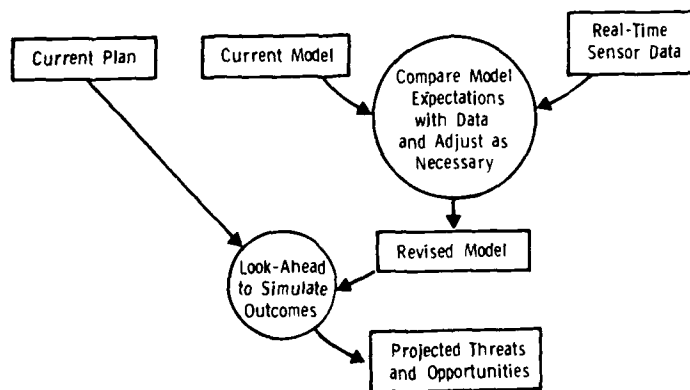 Current Plan
Current Model
Real-Time
Sensor Data
Compare Model
Expectations
with Data
and Adjust as
Necessary
Revised Model
Look-Ahead
to Simulate
Outcomes
Projected Threats
and Opportunities